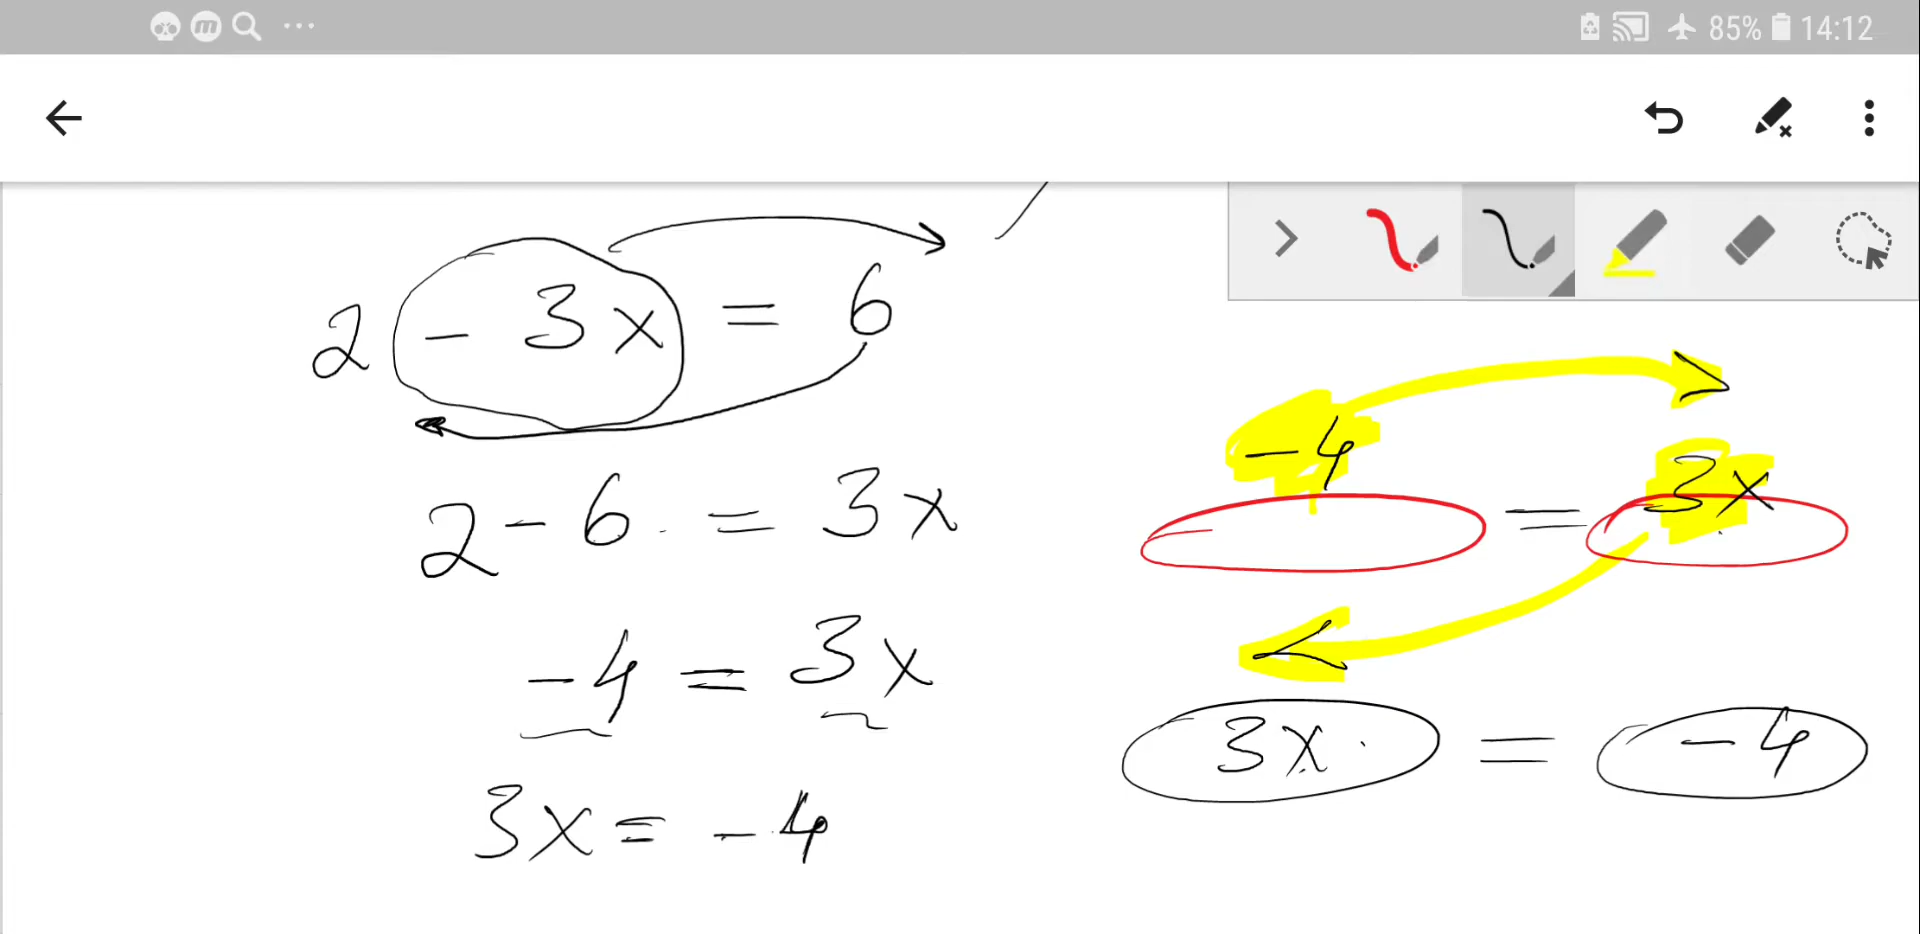 85% 14:12
2 - 3x = 6
2 - 6 = 3x
-4 = 3x
3x = -4
-4 = 3x
3x = -4